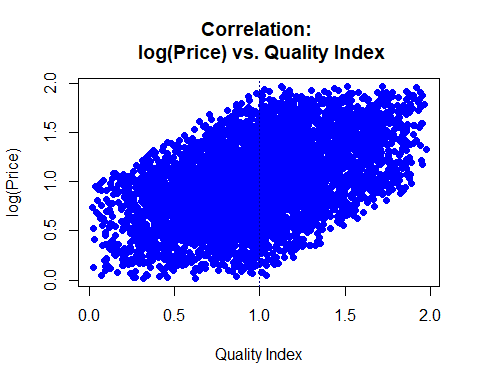 Correlation:
log(Price) vs. Quality Index
2.0
1.5
1.0
0.5
0.0
log(Price)
0.0 0.5 1.0 1.5 2.0
Quality Index